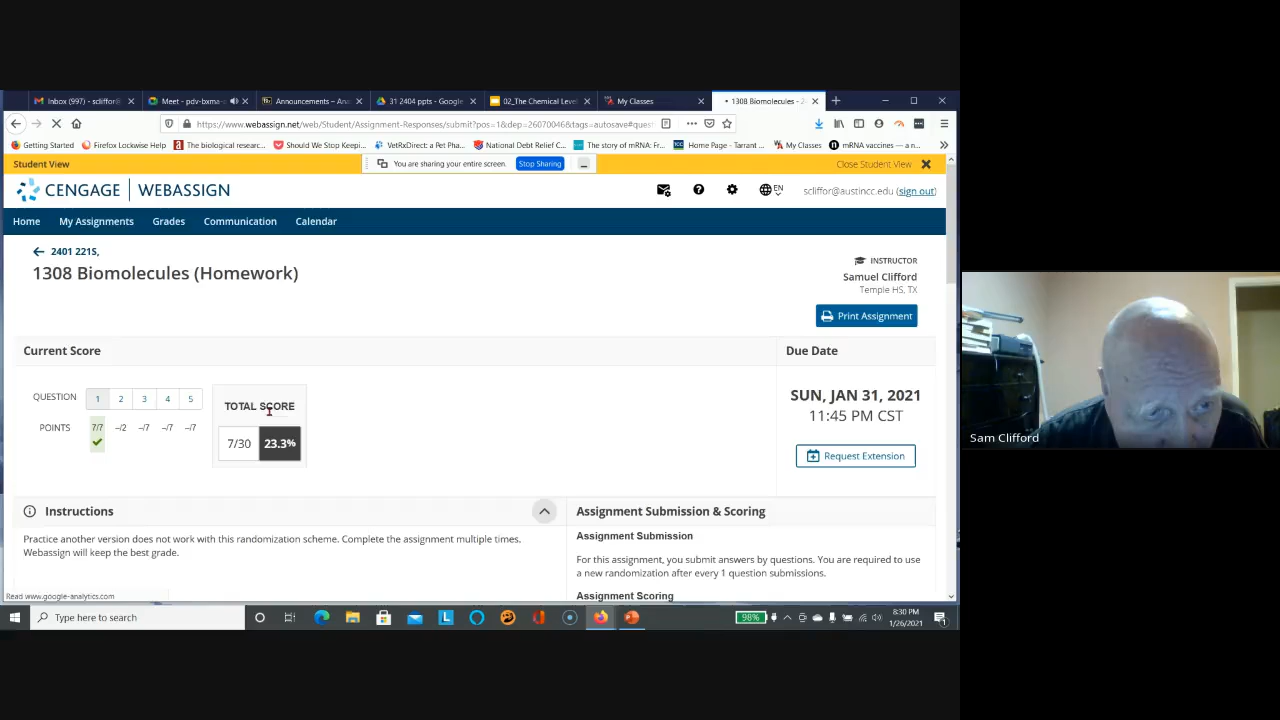 Inbox (997) - scliffor@
Meet - pdv-bxma-
Announcements – Ana
31 2404 ppts - Google
02_The Chemical Leve
My Classes
1308 Biomolecules -
https://www.webassign.net/web/Student/Assignment-Responses/submit?pos=1&dep=26070046&tags=autosave#quest
Getting Started
Firefox Lockwise Help
The biological resear...
Should We Stop Keepi...
VetRxDirect: a Pet Pha...
National Debt Relief C...
The story of mRNA: Fr...
Home Page - Tarrant ...
My Classes
mRNA vaccines — a n...
Student View
You are sharing your entire screen.
Stop Sharing
Close Student View
CENGAGE | WEBASSIGN
EN
scliffor@austincc.edu (sign out)
Home
My Assignments
Grades
Communication
Calendar
2401 221S,
1308 Biomolecules (Homework)
INSTRUCTOR
Samuel Clifford
Temple HS, TX
Print Assignment
Current Score
Due Date
QUESTION 1 2 3 4 5
POINTS 7/7 –/2 –/7 –/7 –/7
TOTAL SCORE
7/30 23.3%
SUN, JAN 31, 2021
11:45 PM CST
Request Extension
Instructions
Practice another version does not work with this randomization scheme. Complete the assignment multiple times.
Webassign will keep the best grade.
Assignment Submission & Scoring
Assignment Submission
For this assignment, you submit answers by questions. You are required to use
a new randomization after every 1 question submissions.
Assignment Scoring
Read www.google-analytics.com
Type here to search
98%
8:30 PM
1/26/2021
Sam Clifford